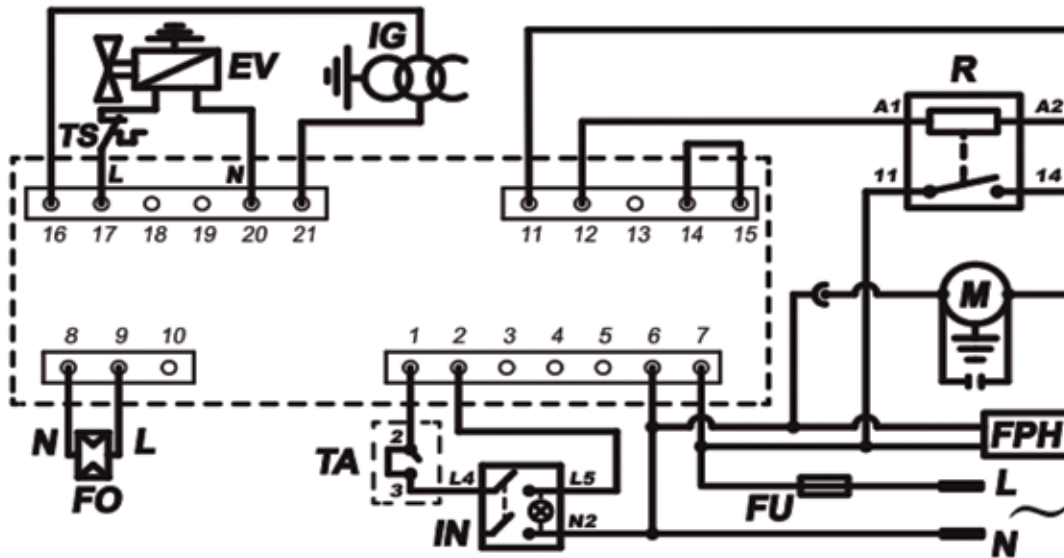 IG
EV
R
A1 A2
TS
L N
11 14
16 17 18 19 20 21
11 12 13 14 15
M
8 9 10
1 2 3 4 5 6 7
N L
FO
2
TA
3
L4 L5
FPH
L
FU
IN
N2
N